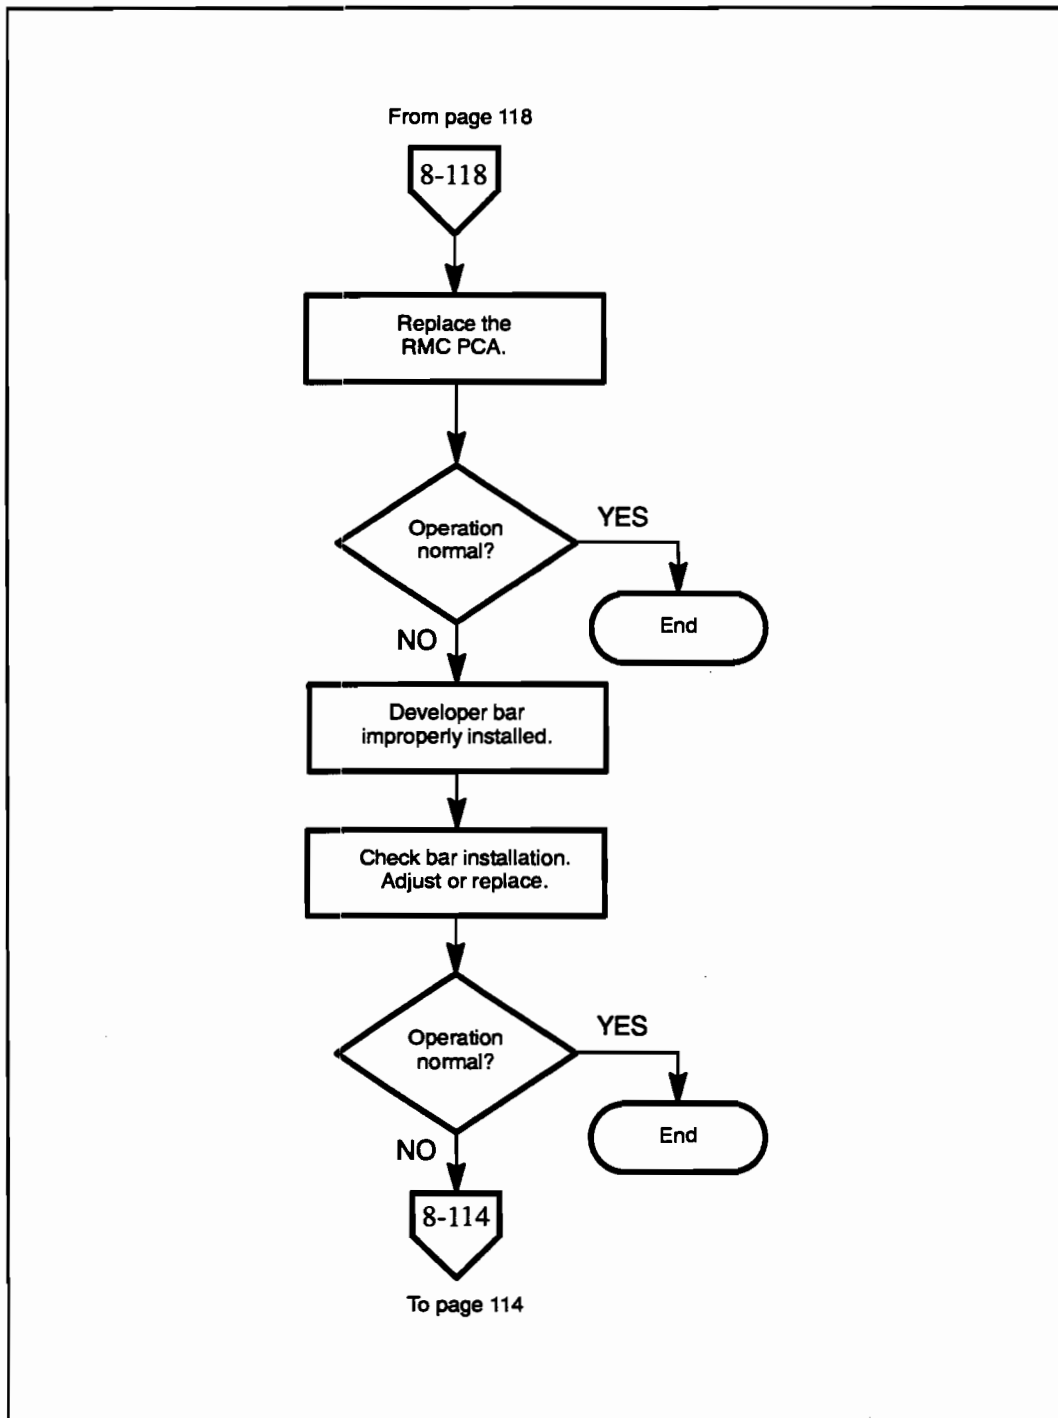 From page 118
8-118
Replace the
RMC PCA.
Operation
normal?
YES
End
NO
Developer bar
improperly installed.
Check bar installation.
Adjust or replace.
Operation
normal?
YES
End
NO
8-114
To page 114